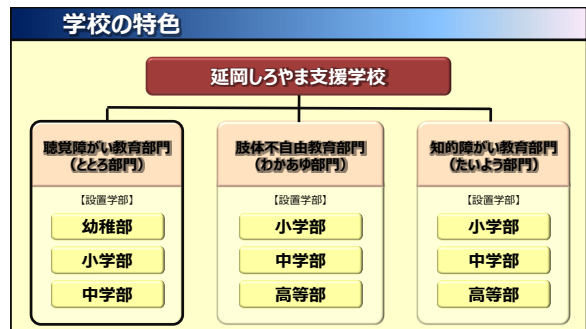 学校の特色
延岡しろやま支援学校
聴覚障がい教育部門
(ととろ部門)
【設置学部】
幼稚部
小学部
中学部
肢体不自由教育部門
(わかあゆ部門)
【設置学部】
小学部
中学部
高等部
知的障がい教育部門
(たいよう部門)
【設置学部】
小学部
中学部
高等部